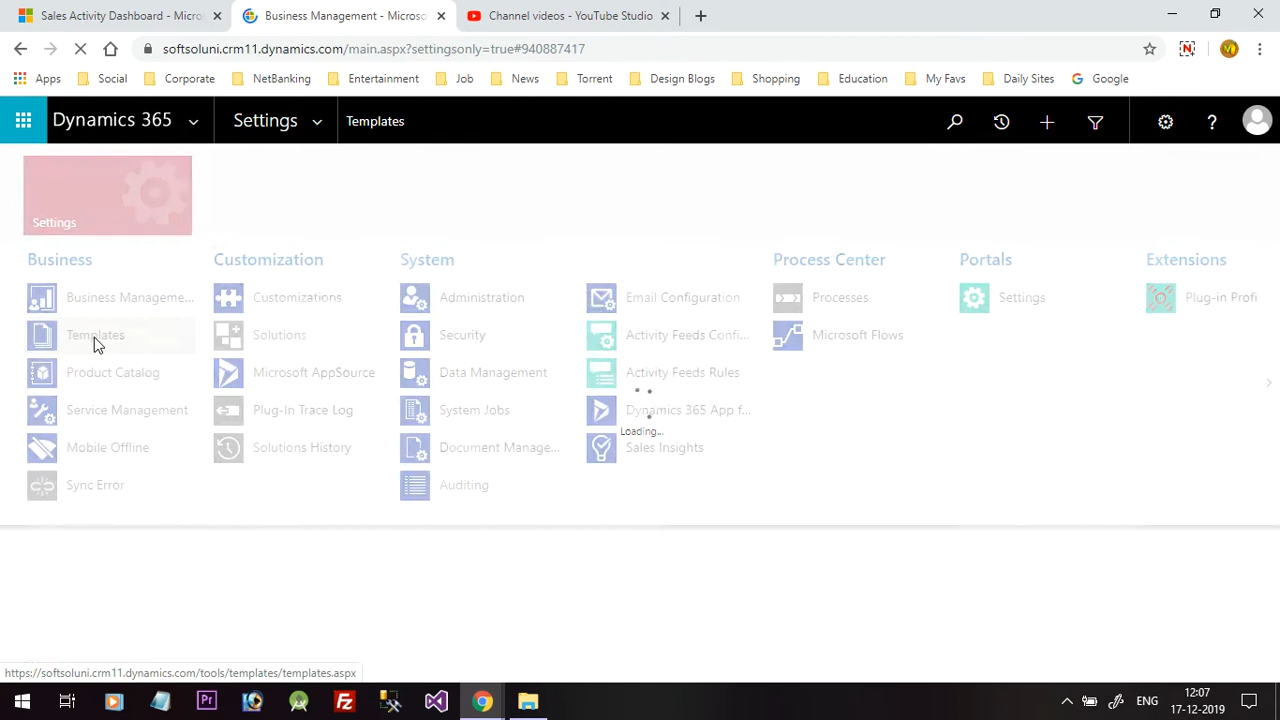 Sales Activity Dashboard - Micros
Business Management - Microso
Channel videos - YouTube Studio
softsoluni.crm11.dynamics.com/main.aspx?settingsonly=true#940887417
Apps
Social
Corporate
NetBanking
Entertainment
Job
News
Torrent
Design Blogs
Shopping
Education
My Favs
Daily Sites
Google
Dynamics 365
Settings
Templates
Settings
Business
Customization
System
Process Center
Portals
Extensions
Business Manageme...
Customizations
Administration
Email Configuration
Processes
Settings
Plug-in Profi
Templates
Solutions
Security
Activity Feeds Confi...
Microsoft Flows
Product Catalog
Microsoft AppSource
Data Management
Activity Feeds Rules
Service Management
Plug-In Trace Log
System Jobs
Dynamics 365 App f...
Loading...
Mobile Offline
Solutions History
Document Manage...
Sales Insights
Sync Error
Auditing
https://softsoluni.crm11.dynamics.com/tools/templates/templates.aspx
Pr
ENG
12:07
17-12-2019